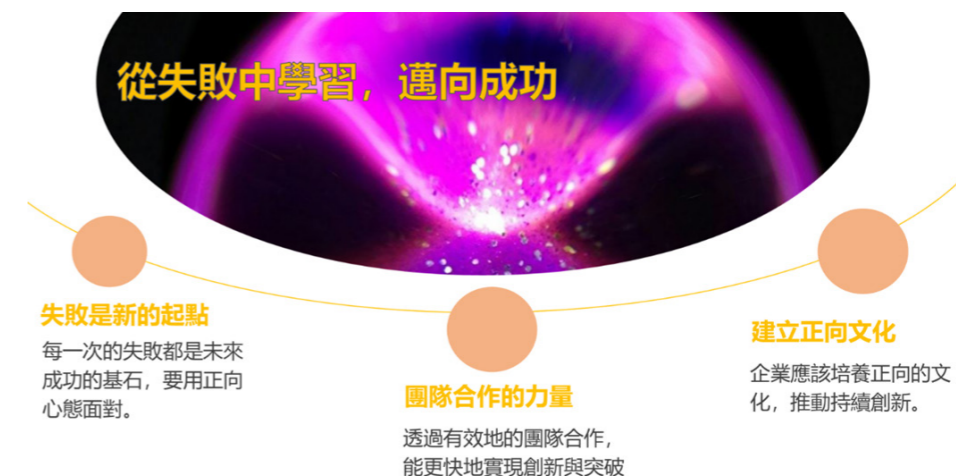 從失敗中學習，邁向成功
失敗是新的起點
每一次的失敗都是未來
成功的基石，要用正向
心態面對。
團隊合作的力量
透過有效地的團隊合作，
能更快地實現創新與突破
建立正向文化
企業應該培養正向的文
化，推動持續創新。